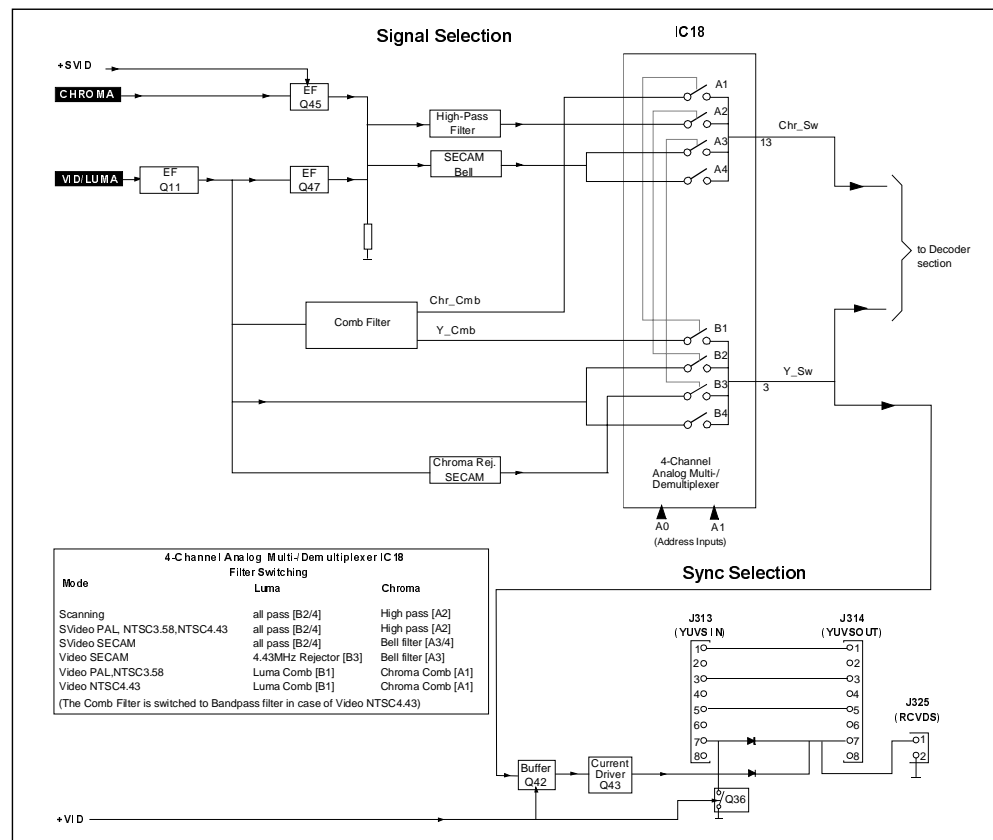 Signal Selection
IC18
+SVID
CHROMA
EF
Q45
High-Pass
Filter
SECAM
Bell
VID/LUMA
EF
Q11
EF
Q47
A1
A2
A3
A4
Chr_Sw
13
to Decoder
section
Comb Filter
Chr_Cmb
Y_Cmb
B1
B2
B3
B4
Y_Sw
3
Chroma Rej.
SECAM
4-Channel
Analog Multi-/
Demultiplexer
A0
A1
(Address Inputs)
4-Channel Analog Multi-/Demultiplexer IC18
Filter Switching
Mode Luma Chroma
Scanning all pass [B2/4] High pass [A2]
SVideo PAL, NTSC3.58,NTSC4.43 all pass [B2/4] High pass [A2]
SVideo SECAM all pass [B2/4] Bell filter [A3/4]
Video SECAM 4.43MHz Rejector [B3] Bell filter [A3]
Video PAL,NTSC3.58 Luma Comb [B1] Chroma Comb [A1]
Video NTSC4.43 Luma Comb [B1] Chroma Comb [A1]
(The Comb Filter is switched to Bandpass filter in case of Video NTSC4.43)
Sync Selection
J313
(YUVSIN)
J314
(YUVSOUT)
1 1
2 2
3 3
4 4
5 5
6 6
7 7
8 8
J325
(RCVDS)
1
2
Buffer
Q42
Current
Driver
Q43
Q36
+VID